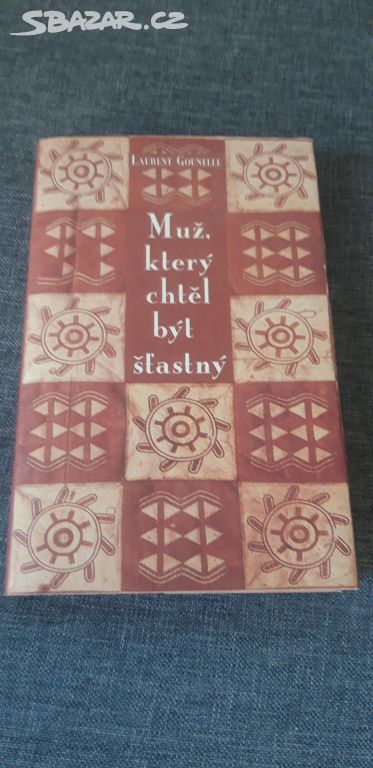 SBAZAR.CZ
LAURENT GOUNELLE
Muž,
který
chtěl
být
šťastný